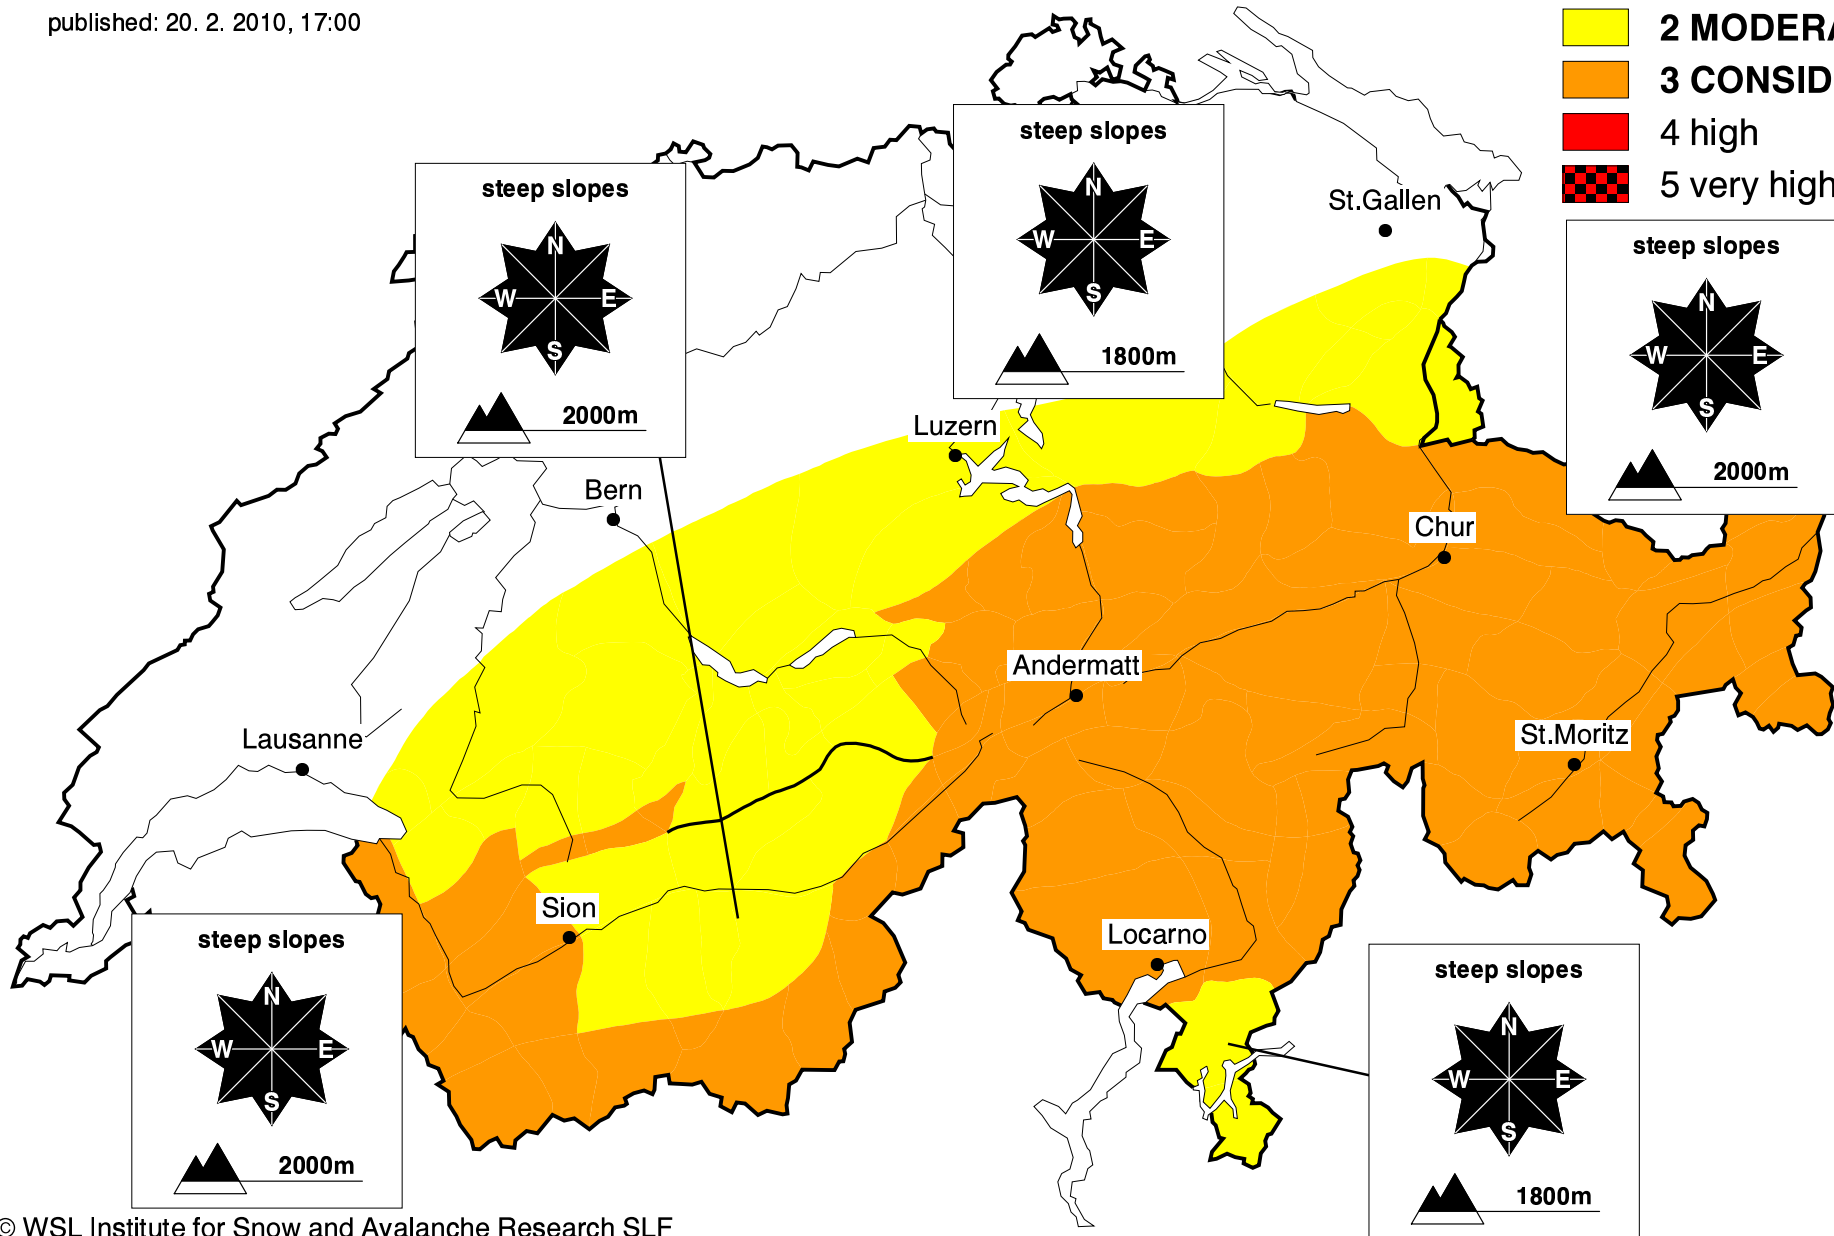 published: 20. 2. 2010, 17:00
2 MODERA
3 CONSID
4 high
5 very high
steep slopes
N
W E
S
1800m
steep slopes
N
W E
S
2000m
St.Gallen
steep slopes
N
W E
S
2000m
Luzern
Bern
Chur
Andermatt
Lausanne
St.Moritz
Sion
Locarno
steep slopes
N
W E
S
2000m
steep slopes
N
W E
S
1800m
© WSL Institute for Snow and Avalanche Research SLF